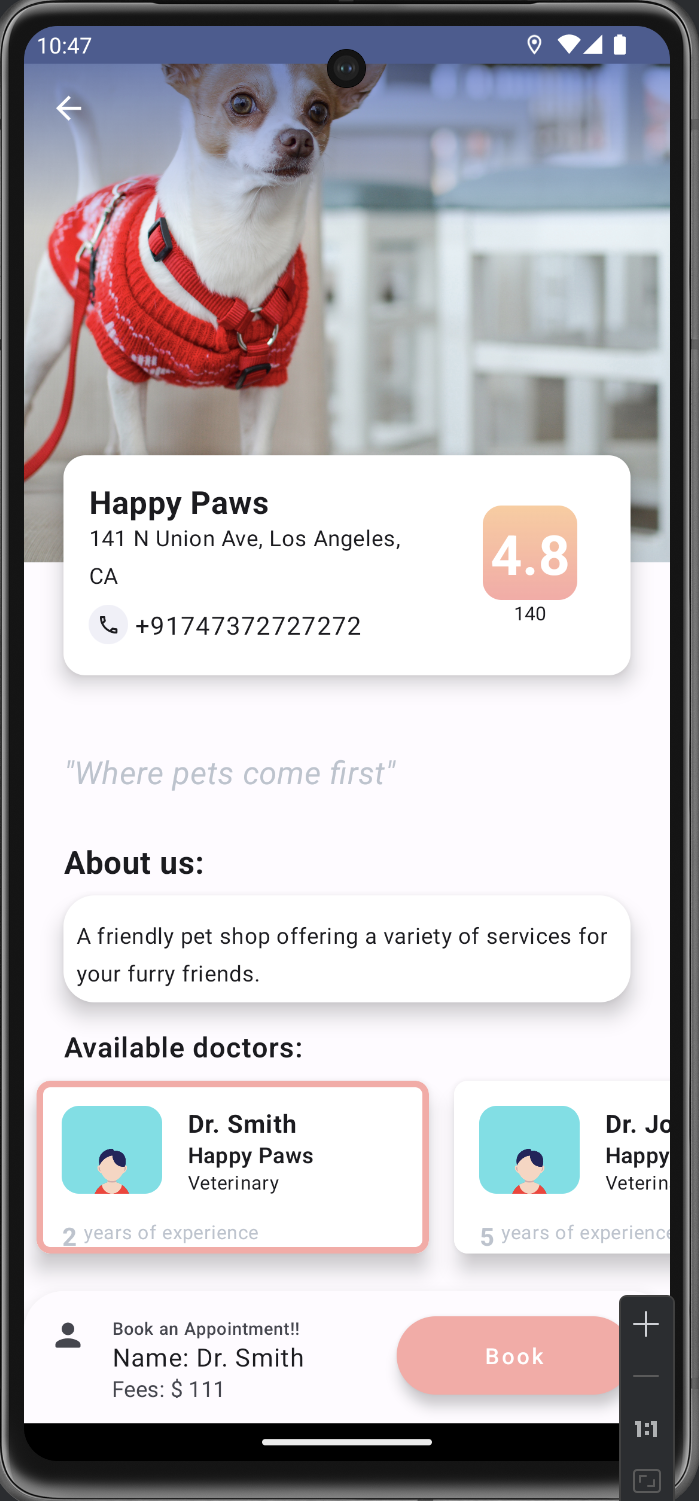 10:47
Happy Paws
141 N Union Ave, Los Angeles,
CA
+91747372727272
4.8
140
"Where pets come first"
About us:
A friendly pet shop offering a variety of services for
your furry friends.
Available doctors:
Dr. Smith
Happy Paws
Veterinary
2 years of experience
Dr. Jo
Happy
Veterin
5 years of experience
Book an Appointment!!
Name: Dr. Smith
Fees: $ 111
Book
1:1